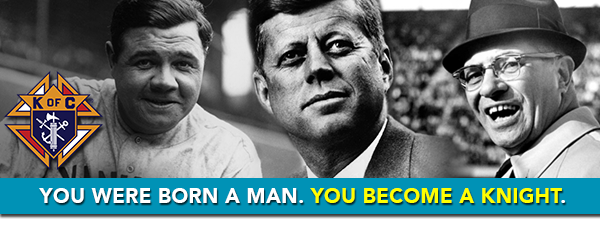 K OF C
YOU WERE BORN A MAN. YOU BECOME A KNIGHT.